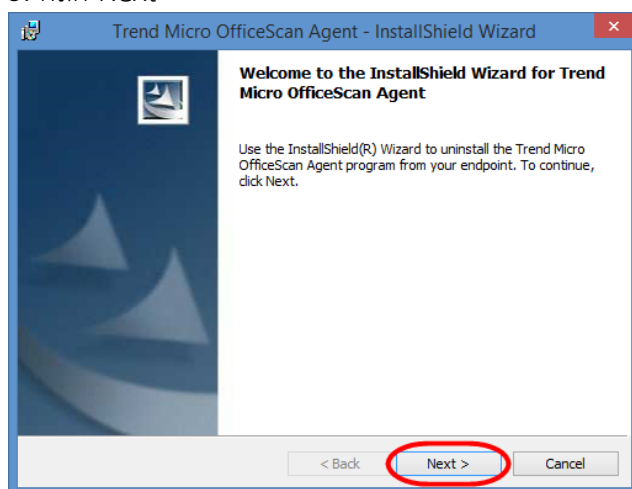 Next
Trend Micro OfficeScan Agent - InstallShield Wizard
Welcome to the InstallShield Wizard for Trend
Micro OfficeScan Agent
Use the InstallShield(R) Wizard to uninstall the Trend Micro
OfficeScan Agent program from your endpoint. To continue,
click Next.
< Back Next > Cancel